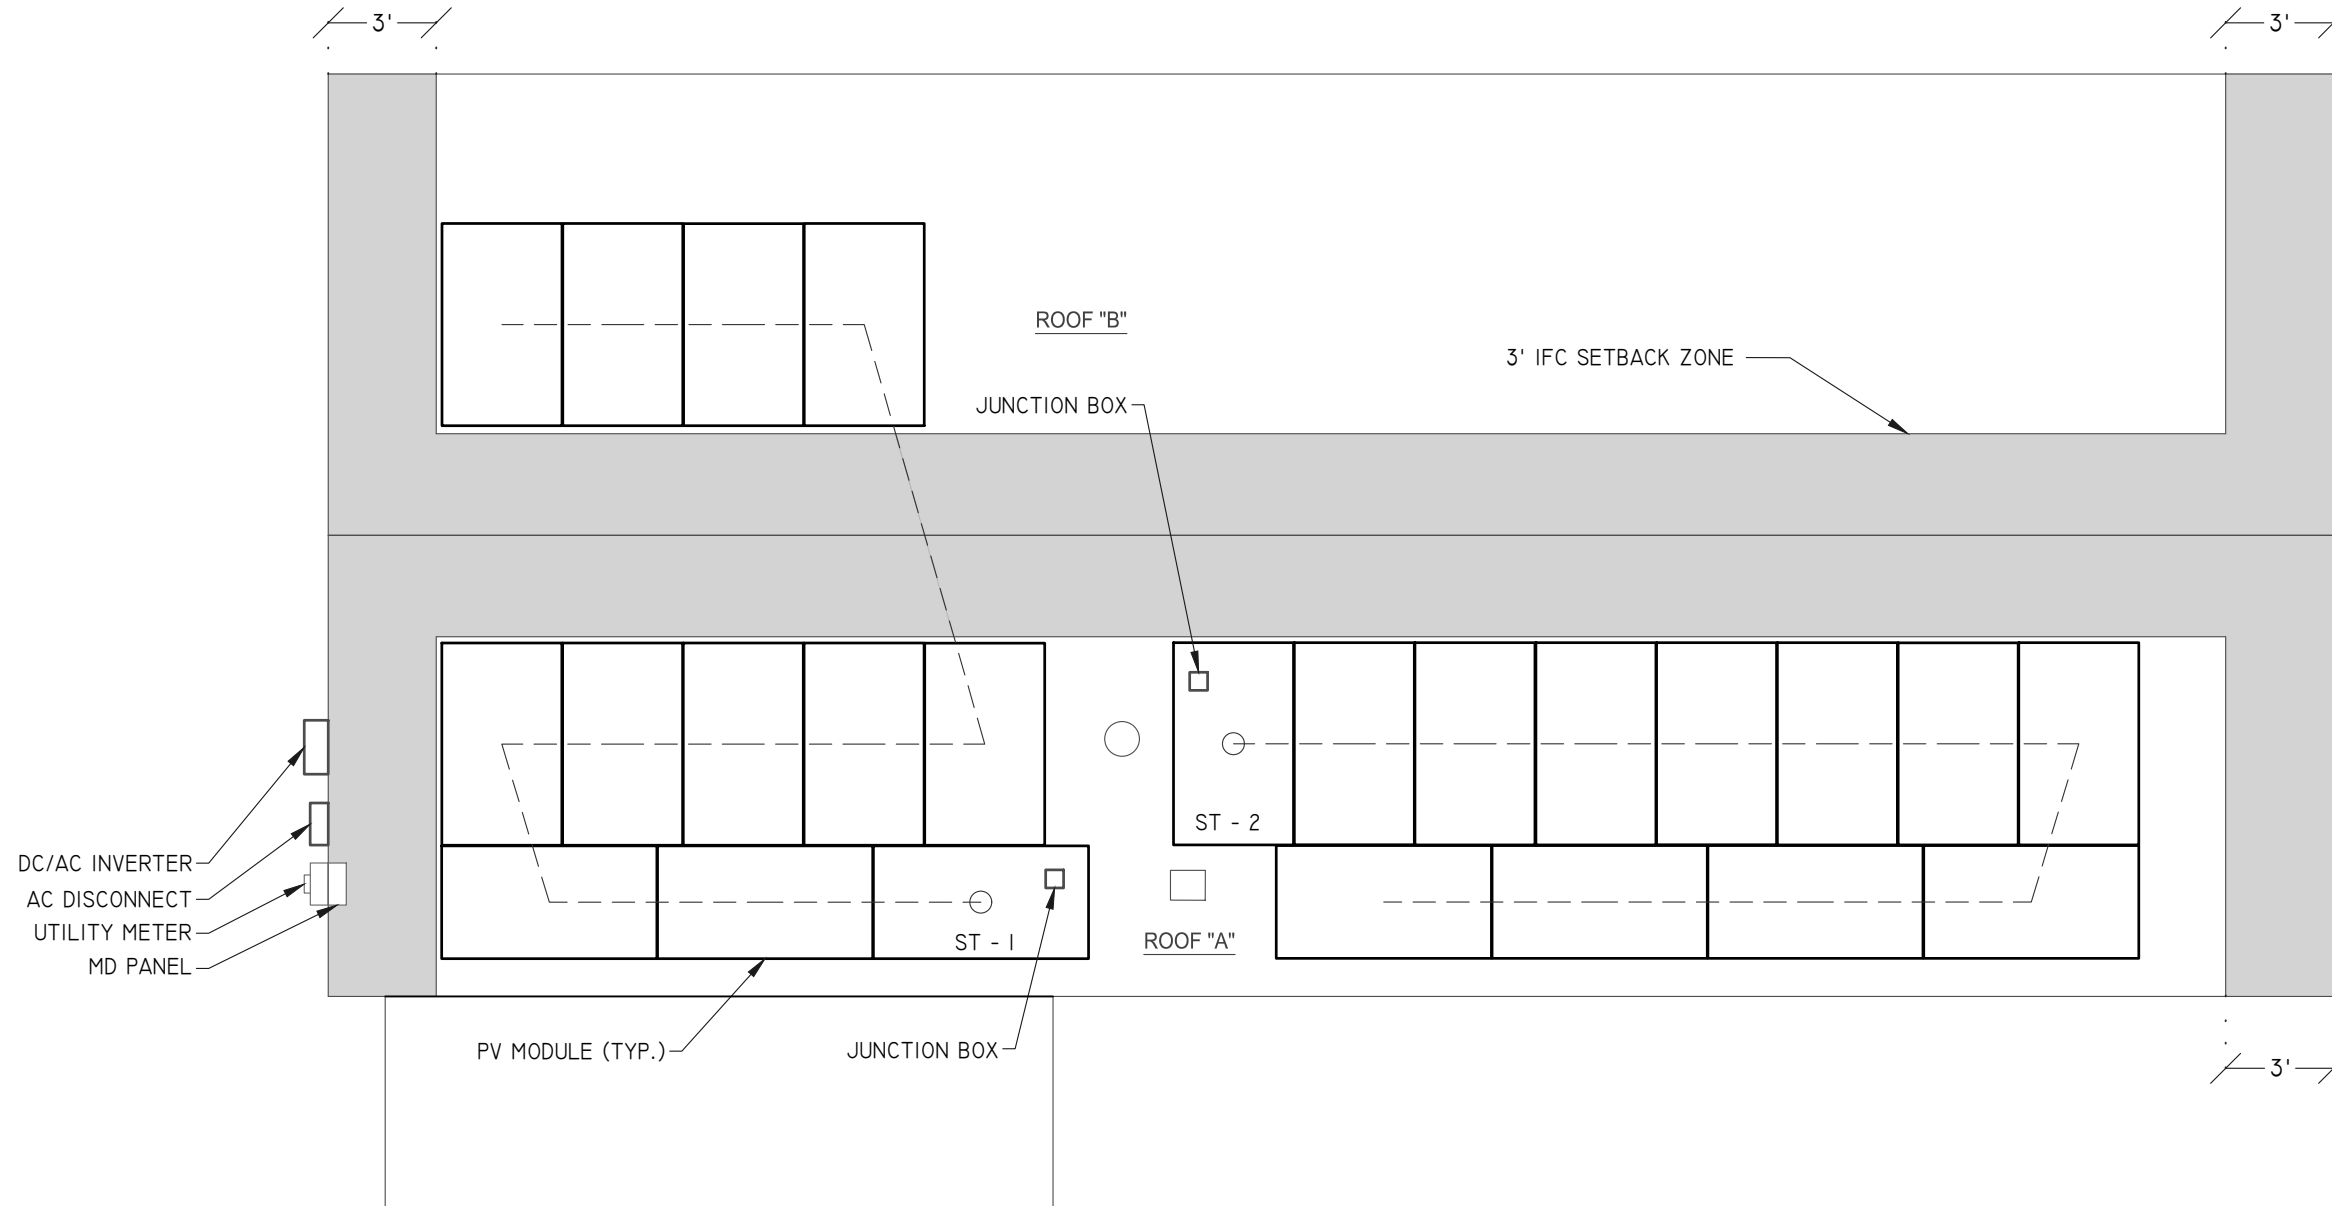 3'
3'
ROOF "B"
3' IFC SETBACK ZONE
JUNCTION BOX
ST - 2
DC/AC INVERTER
AC DISCONNECT
UTILITY METER
MD PANEL
ST - 1
ROOF "A"
PV MODULE (TYP.)
JUNCTION BOX
3'